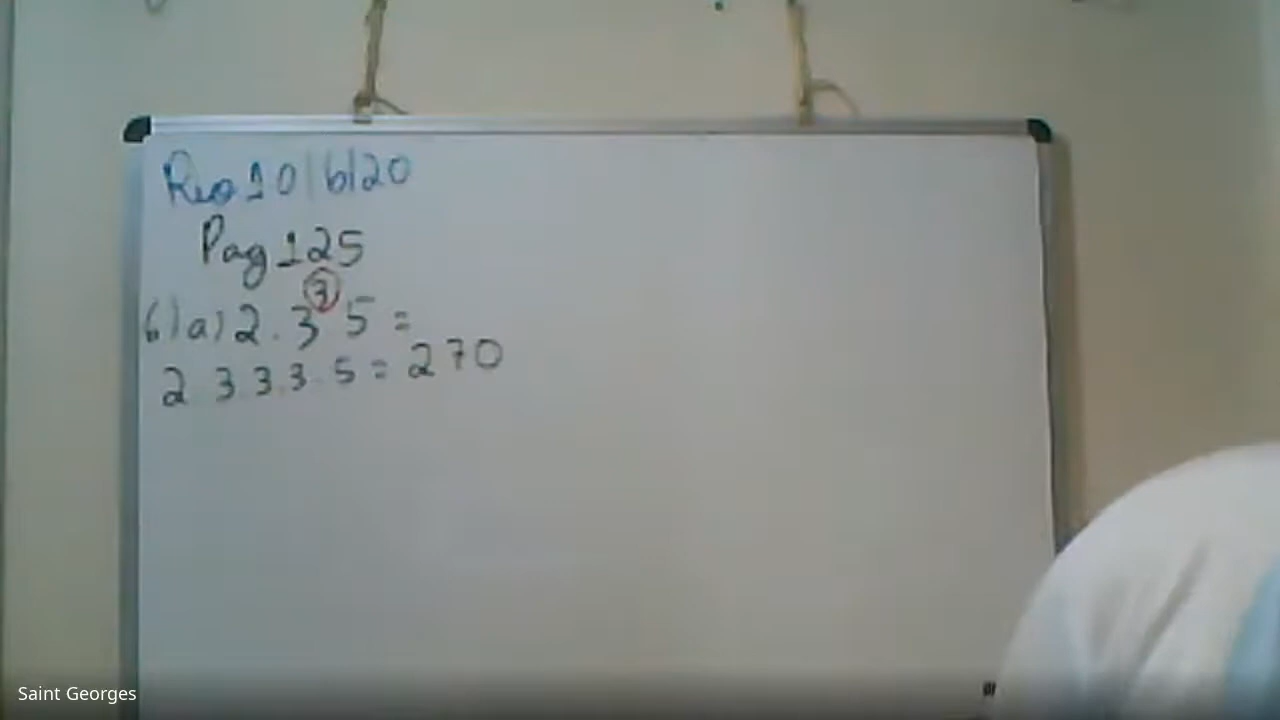 Rio 10/6/20
Pag 125
6) a) 2 . 3³ 5 =
2 3 3.3 . 5 = 270
Saint Georges